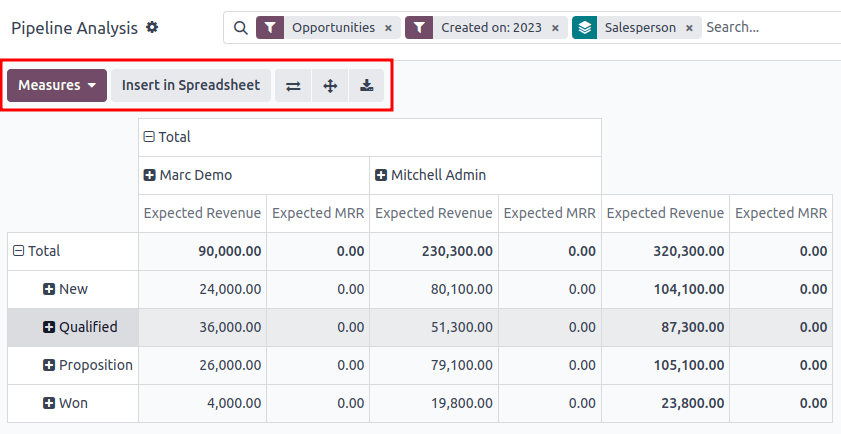 Pipeline Analysis Opportunities × Created on: 2023 × Salesperson × Search...
Measures Insert in Spreadsheet
Total
Marc Demo Mitchell Admin
Expected Revenue Expected MRR Expected Revenue Expected MRR Expected Revenue Expected MRR
Total 90,000.00 0.00 230,300.00 0.00 320,300.00 0.00
New 24,000.00 0.00 80,100.00 0.00 104,100.00 0.00
Qualified 36,000.00 0.00 51,300.00 0.00 87,300.00 0.00
Proposition 26,000.00 0.00 79,100.00 0.00 105,100.00 0.00
Won 4,000.00 0.00 19,800.00 0.00 23,800.00 0.00